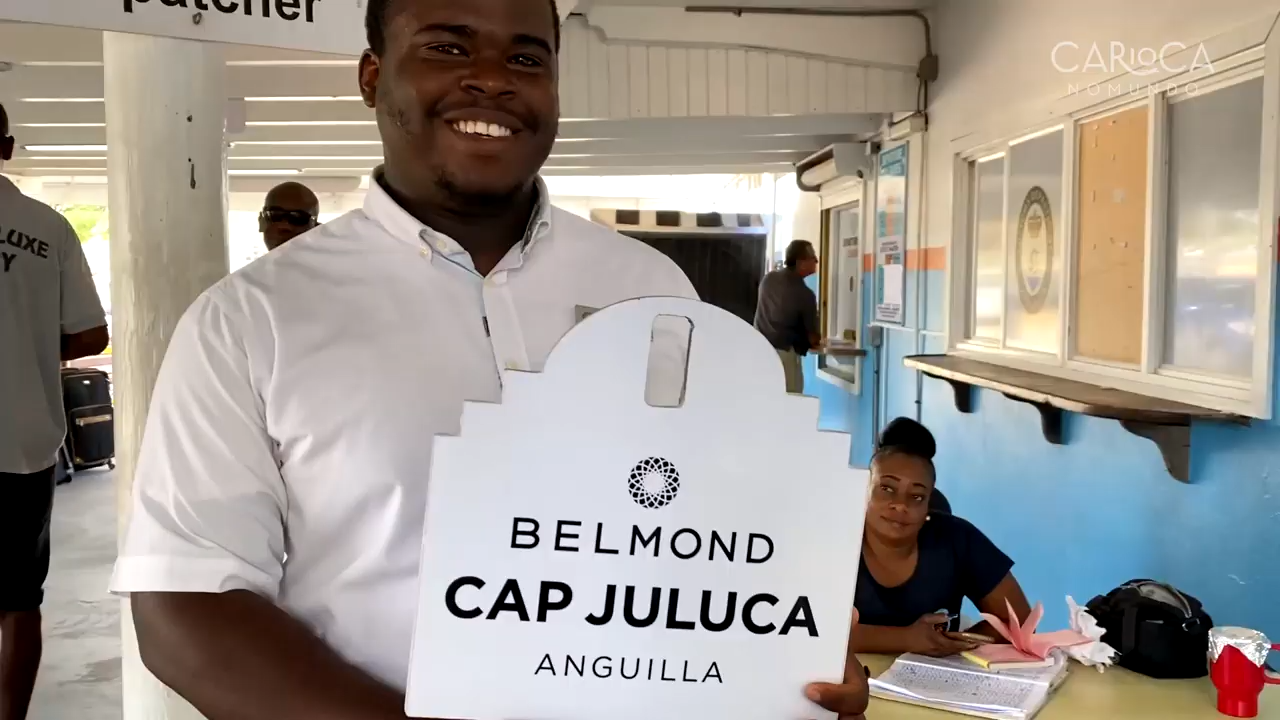 patcher
CARIOCA
NOMUNDO
LUXE
Y
BELMOND
CAP JULUCA
ANGUILLA